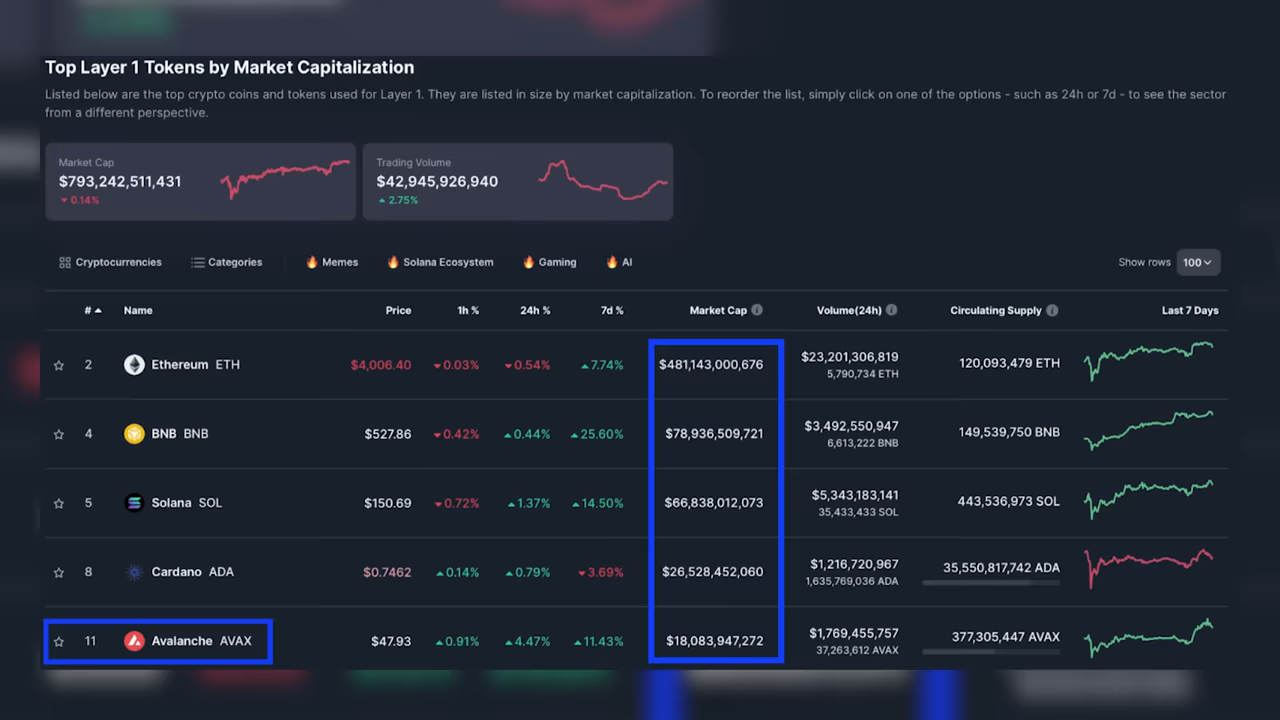 Top Layer 1 Tokens by Market Capitalization
Listed below are the top crypto coins and tokens used for Layer 1. They are listed in size by market capitalization. To reorder the list, simply click on one of the options - such as 24h or 7d - to see the sector
from a different perspective.
Market Cap
$793,242,511,431
0.14%
Trading Volume
$42,945,926,940
2.75%
Cryptocurrencies Categories Memes Solana Ecosystem Gaming AI Show rows 100
# Name Price 1h % 24h % 7d % Market Cap Volume(24h) Circulating Supply Last 7 Days
2 Ethereum ETH $4,006.40 0.03% 0.54% 7.74% $481,143,000,676 $23,201,306,819 120,093,479 ETH
5,790,734 ETH
4 BNB BNB $527.86 0.42% 0.44% 25.60% $78,936,509,721 $3,492,550,947 149,539,750 BNB
6,613,222 BNB
5 Solana SOL $150.69 0.72% 1.37% 14.50% $66,838,012,073 $5,343,183,141 443,536,973 SOL
35,433,433 SOL
8 Cardano ADA $0.7462 0.14% 0.79% 3.69% $26,528,452,060 $1,216,720,967 35,550,817,742 ADA
1,635,769,036 ADA
11 Avalanche AVAX $47.93 0.91% 4.47% 11.43% $18,083,947,272 $1,769,455,757 377,305,447 AVAX
37,263,612 AVAX